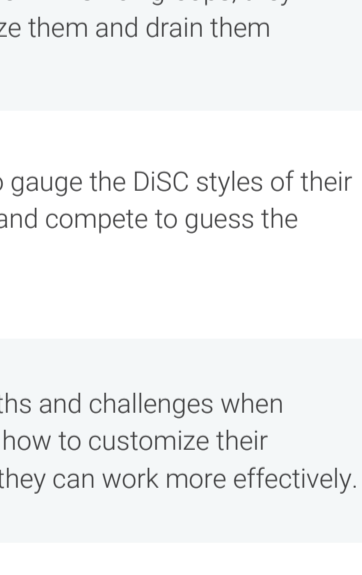 ze them and drain them
gauge the DiSC styles of their
and compete to guess the
ths and challenges when
how to customize their
they can work more effectively.